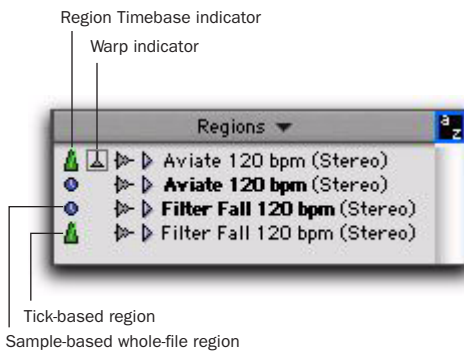 Region Timebase indicator
Warp indicator
Regions
a
z
Aviate 120 bpm (Stereo)
Aviate 120 bpm (Stereo)
Filter Fall 120 bpm (Stereo)
Filter Fall 120 bpm (Stereo)
Tick-based region
Sample-based whole-file region